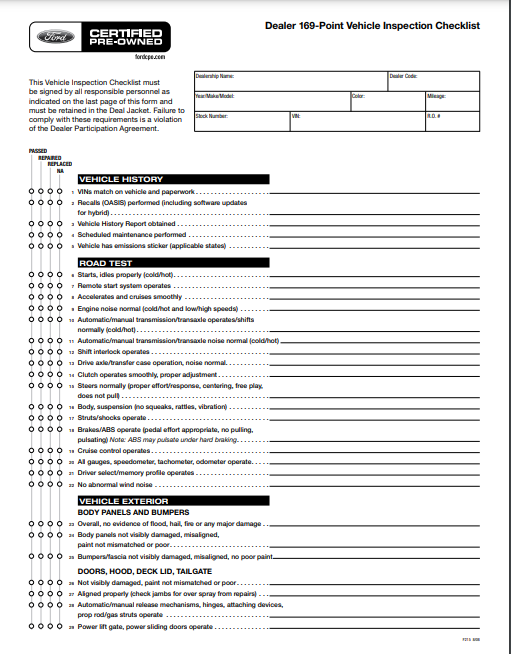 Dealer 169-Point Vehicle Inspection Checklist
Ford
CERTIFIED
PRE-OWNED
fordcpo.com
This Vehicle Inspection Checklist must
be signed by all responsible personnel as
indicated on the last page of this form and
must be retained in the Deal Jacket. Failure to
comply with these requirements is a violation
of the Dealer Participation Agreement.
Dealership Name: Dealer Code:
Year/Make/Model: Color: Mileage:
Stock Number: VIN: R.O. #
PASSED
REPAIRED
REPLACED
NA
VEHICLE HISTORY
1 VINs match on vehicle and paperwork
2 Recalls (OASIS) performed (including software updates
for hybrid)
3 Vehicle History Report obtained
4 Scheduled maintenance performed
5 Vehicle has emissions sticker (applicable states)
ROAD TEST
6 Starts, idles properly (cold/hot)
7 Remote start system operates
8 Accelerates and cruises smoothly
9 Engine noise normal (cold/hot and low/high speeds)
10 Automatic/manual transmission/transaxle operates/shifts
normally (cold/hot)
11 Automatic/manual transmission/transaxle noise normal (cold/hot)
12 Shift interlock operates
13 Drive axle/transfer case operation, noise normal
14 Clutch operates smoothly, proper adjustment
15 Steers normally (proper effort/response, centering, free play,
does not pull)
16 Body, suspension (no squeaks, rattles, vibration)
17 Struts/shocks operate
18 Brakes/ABS operate (pedal effort appropriate, no pulling,
pulsating) Note: ABS may pulsate under hard braking
19 Cruise control operates
20 All gauges, speedometer, tachometer, odometer operate
21 Driver select/memory profile operates
22 No abnormal wind noise
VEHICLE EXTERIOR
BODY PANELS AND BUMPERS
23 Overall, no evidence of flood, hail, fire or any major damage
24 Body panels not visibly damaged, misaligned,
paint not mismatched or poor
25 Bumpers/fascia not visibly damaged, misaligned, no poor paint
DOORS, HOOD, DECK LID, TAILGATE
26 Not visibly damaged, paint not mismatched or poor
27 Aligned properly (check jambs for over spray from repairs)
28 Automatic/manual release mechanisms, hinges, attaching devices,
prop rod/gas struts operate
29 Power lift gate, power sliding doors operate